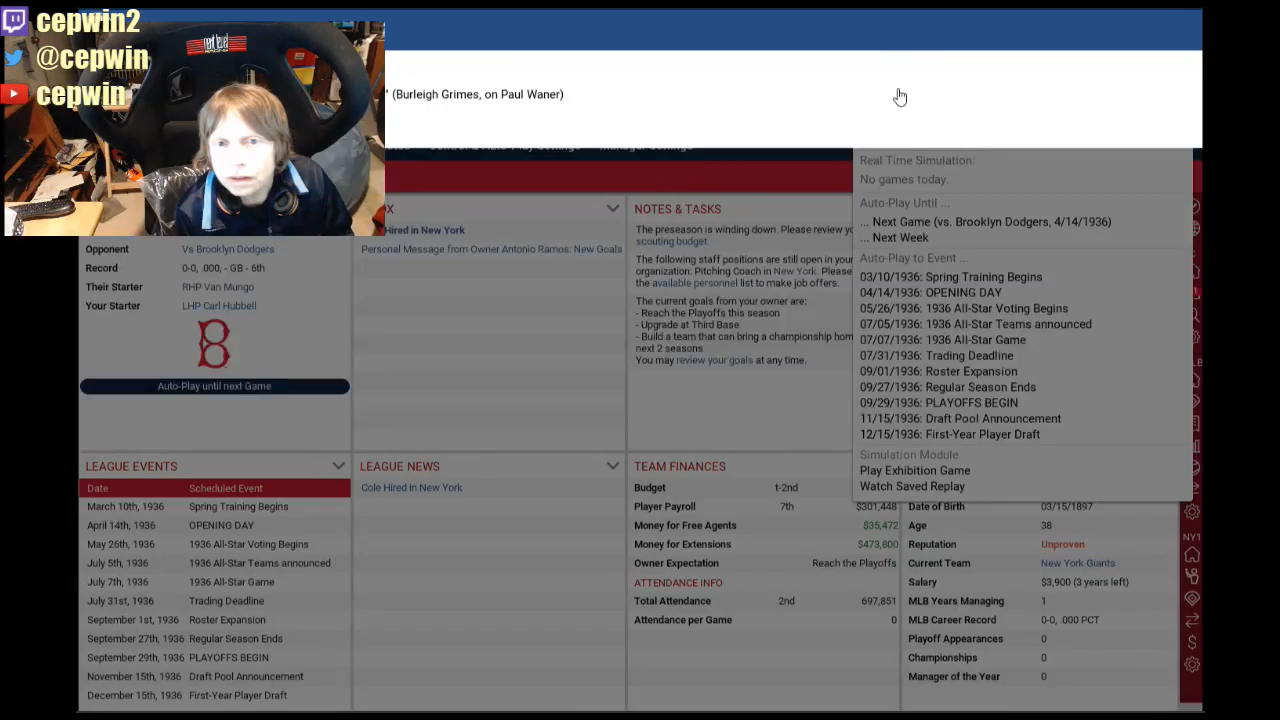 cepwin2
@cepwin
cepwin
next level
" (Burleigh Grimes, on Paul Waner)
Real Time Simulation:
No games today.
Auto-Play Until ...
... Next Game (vs. Brooklyn Dodgers, 4/14/1936)
... Next Week
Auto-Play to Event ...
03/10/1936: Spring Training Begins
04/14/1936: OPENING DAY
05/26/1936: 1936 All-Star Voting Begins
07/05/1936: 1936 All-Star Teams announced
07/07/1936: 1936 All-Star Game
07/31/1936: Trading Deadline
09/01/1936: Roster Expansion
09/27/1936: Regular Season Ends
09/29/1936: PLAYOFFS BEGIN
11/15/1936: Draft Pool Announcement
12/15/1936: First-Year Player Draft
Simulation Module
Play Exhibition Game
Watch Saved Replay
Opponent Vs Brooklyn Dodgers
Record 0-0, .000, - GB - 6th
Their Starter RHP Van Mungo
Your Starter LHP Carl Hubbell
B
Auto-Play until next Game
X
ired in New York
Personal Message from Owner Antonio Ramos: New Goals
NOTES & TASKS
The preseason is winding down. Please review yo
scouting budget.
The following staff positions are still open in your
organization: Pitching Coach in New York. Please
the available personnel list to make job offers.
The current goals from your owner are:
- Reach the Playoffs this season
- Upgrade at Third Base
- Build a team that can bring a championship hom
next 2 seasons
You may review your goals at any time.
LEAGUE EVENTS
Date Scheduled Event
March 10th, 1936 Spring Training Begins
April 14th, 1936 OPENING DAY
May 26th, 1936 1936 All-Star Voting Begins
July 5th, 1936 1936 All-Star Teams announced
July 7th, 1936 1936 All-Star Game
July 31st, 1936 Trading Deadline
September 1st, 1936 Roster Expansion
September 27th, 1936 Regular Season Ends
September 29th, 1936 PLAYOFFS BEGIN
November 15th, 1936 Draft Pool Announcement
December 15th, 1936 First-Year Player Draft
LEAGUE NEWS
Cole Hired in New York
TEAM FINANCES
Budget t-2nd
Player Payroll 7th $301,448
Money for Free Agents $35,472
Money for Extensions $473,800
Owner Expectation Reach the Playoffs
ATTENDANCE INFO
Total Attendance 2nd 697,851
Attendance per Game 0
Date of Birth 03/15/1897
Age 38
Reputation Unproven
Current Team New York Giants
Salary $3,900 (3 years left)
MLB Years Managing 1
MLB Career Record 0-0, .000 PCT
Playoff Appearances 0
Championships 0
Manager of the Year 0
NY1